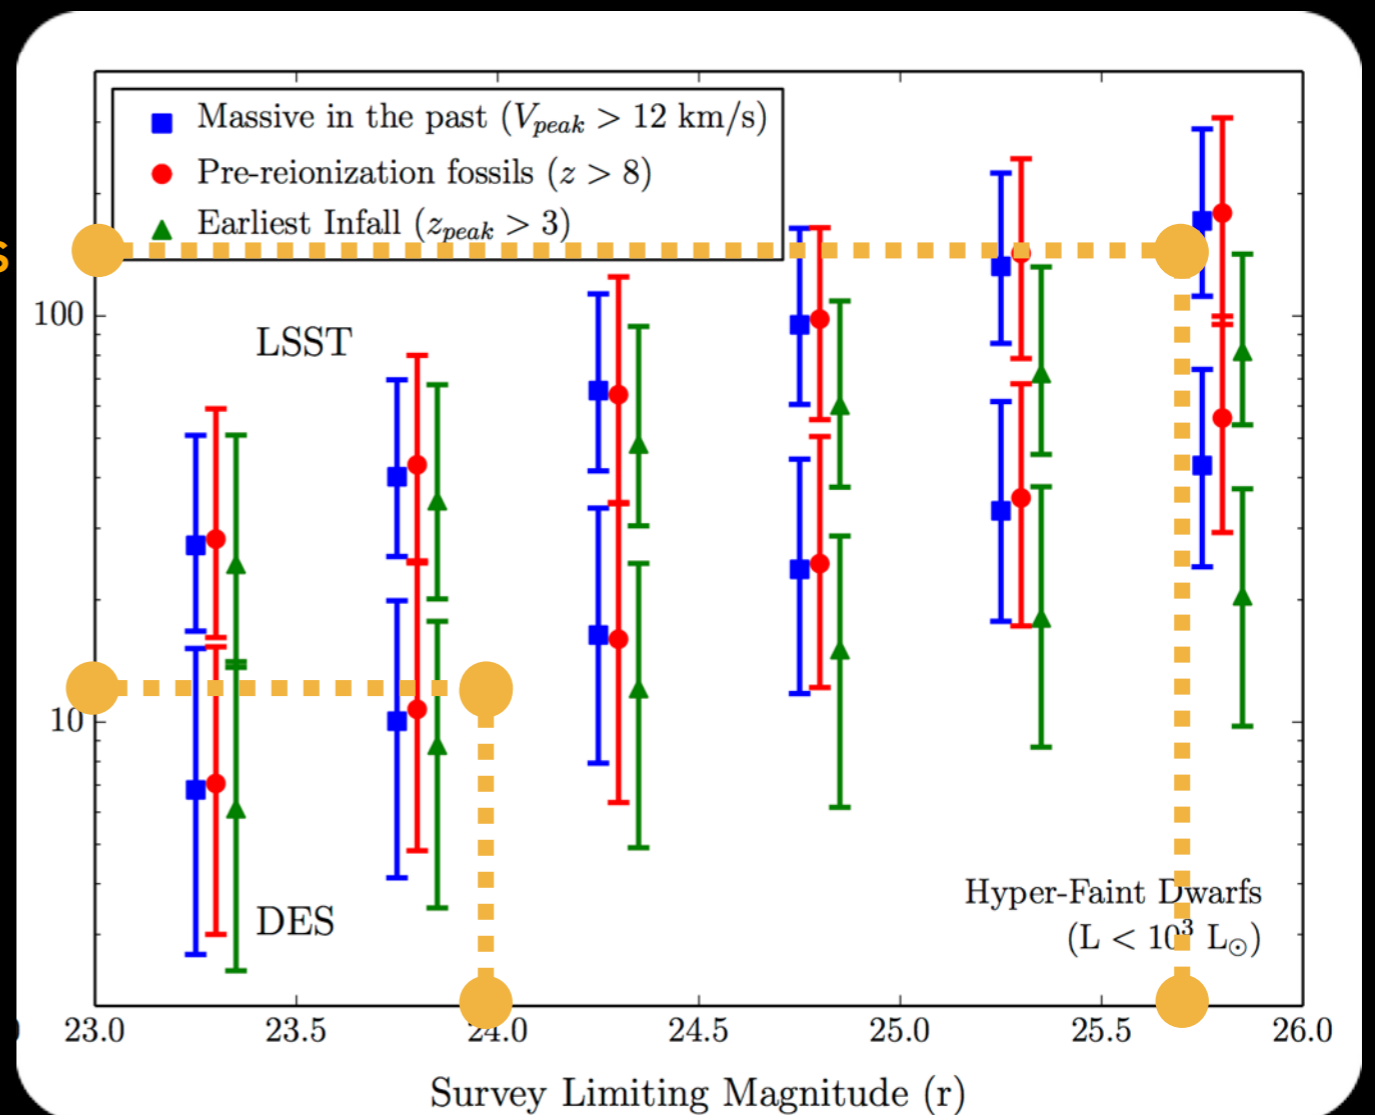 Massive in the past (V_peak > 12 km/s)
Pre-reionization fossils (z > 8)
Earliest Infall (z_peak > 3)
s
100
LSST
10
DES
Hyper-Faint Dwarfs
(L < 10³ L☉)
23.0 23.5 24.0 24.5 25.0 25.5 26.0
Survey Limiting Magnitude (r)